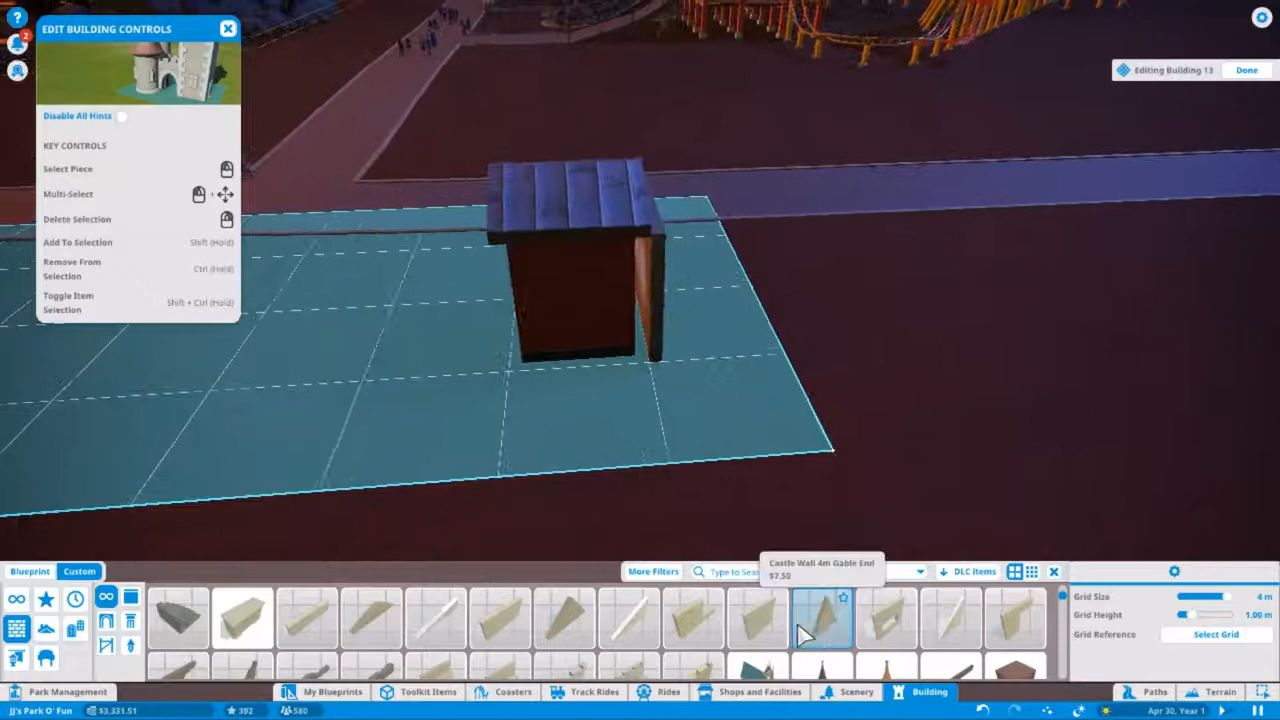 ?
2
EDIT BUILDING CONTROLS
Disable All Hints
KEY CONTROLS
Select Piece
Multi-Select
+
Delete Selection
Add To Selection Shift (Hold)
Remove From Selection Ctrl (Hold)
Toggle Item Selection Shift + Ctrl (Hold)
Editing Building 13 Done
Castle Wall 4m Gable End
$7.50
Blueprint Custom More Filters Type to Sear DLC Items
Grid Size 4 m
Grid Height 1.00 m
Grid Reference Select Grid
Park Management My Blueprints Toolkit Items Coasters Track Rides Rides Shops and Facilities Scenery Building Paths Terrain
JJ's Park O' Fun $3,331.51 392 580 Apr 30, Year 1